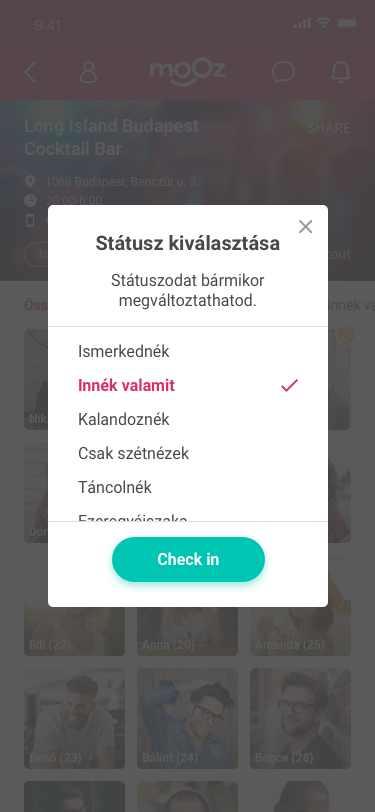 9:41
moOz
Long Island Budapest
Cocktail Bar
SHARE
1068 Budapest, Benczúr u. 3.
20:00-6:00
Státusz kiválasztása
Státuszodat bármikor
megváltoztathatod.
Ismerkednék
Innék valamit
Kalandoznék
Csak szétnézek
Táncolnék
Ezeregyéjszaka
Check in
Ildi (22)
Anna (20)
Amanda (25)
Benő (23)
Bálint (24)
Bence (28)